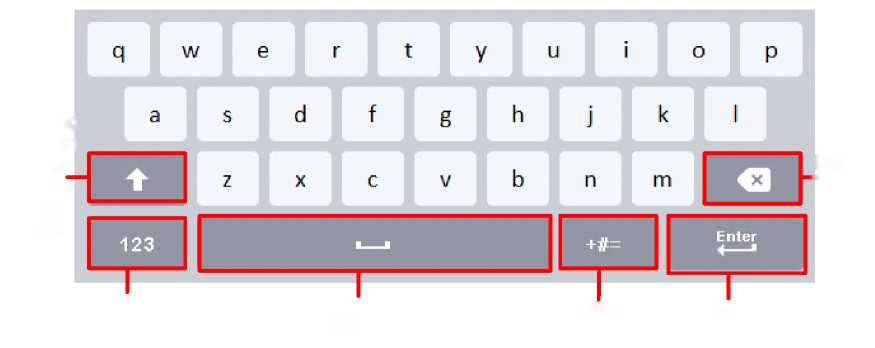 q w e r t y u i o p
a s d f g h j k l
z x c v b n m
123 +#= Enter